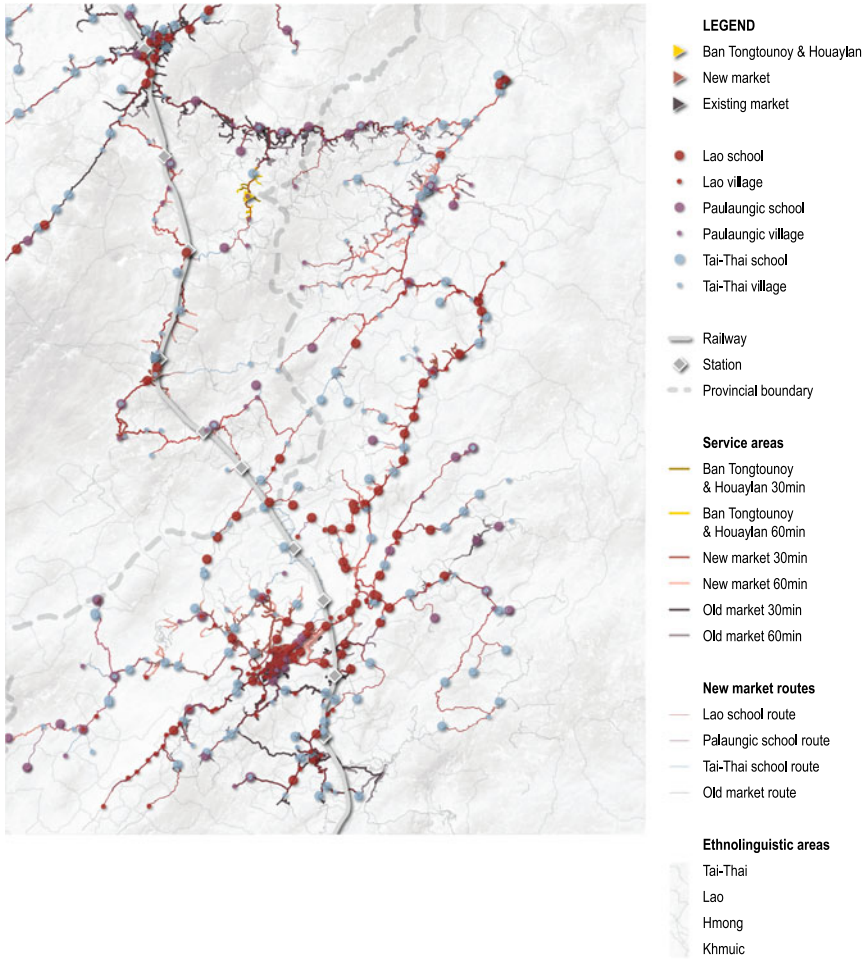 LEGEND
Ban Tongtounoy & Houaylan
New market
Existing market
Lao school
Lao village
Paulaungic school
Paulaungic village
Tai-Thai school
Tai-Thai village
Railway
Station
Provincial boundary
Service areas
Ban Tongtounoy
& Houaylan 30min
Ban Tongtounoy
& Houaylan 60min
New market 30min
New market 60min
Old market 30min
Old market 60min
New market routes
Lao school route
Palaungic school route
Tai-Thai school route
Old market route
Ethnolinguistic areas
Tai-Thai
Lao
Hmong
Khmuic